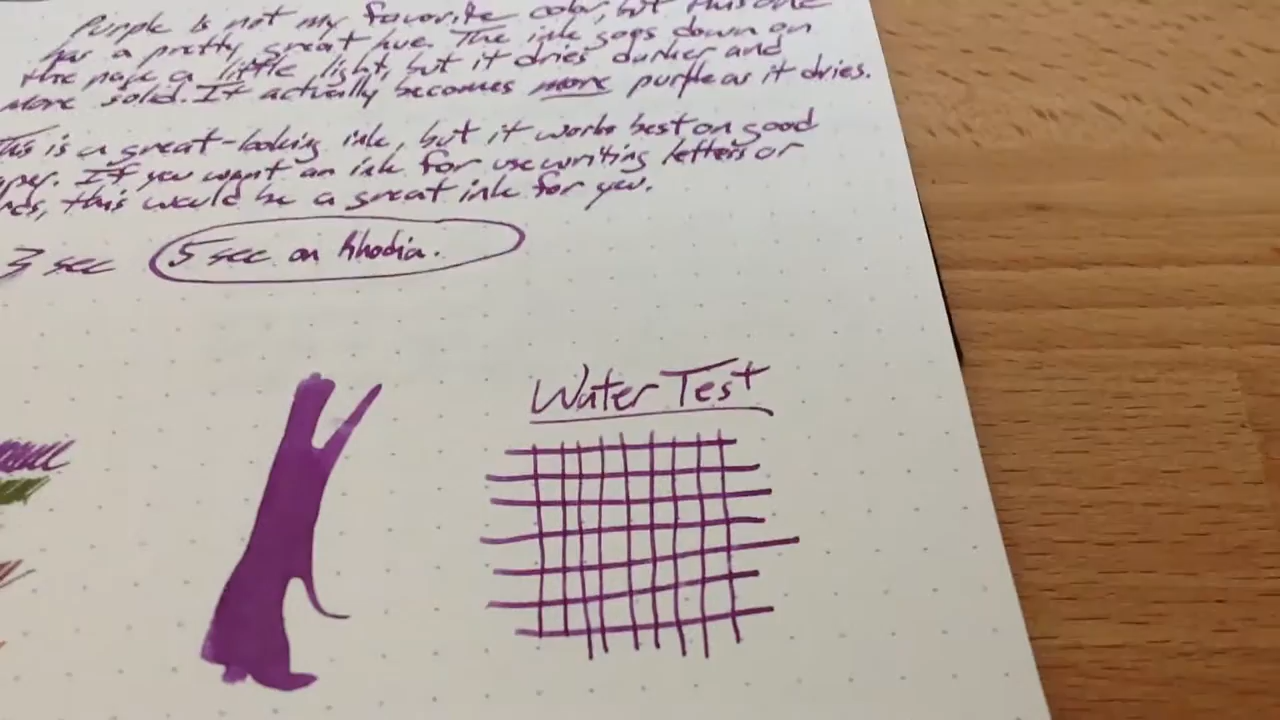 Purple is not my favorite color, but this one
has a pretty great hue. The ink goes down on
the page a little light, but it dries darker and
more solid. It actually becomes more purple as it dries.
This is a great-looking ink, but it works best on good
If you want an ink for use writing letters or
this would be a great ink for you.
3 sec 5 sec on Rhodia.
Water Test